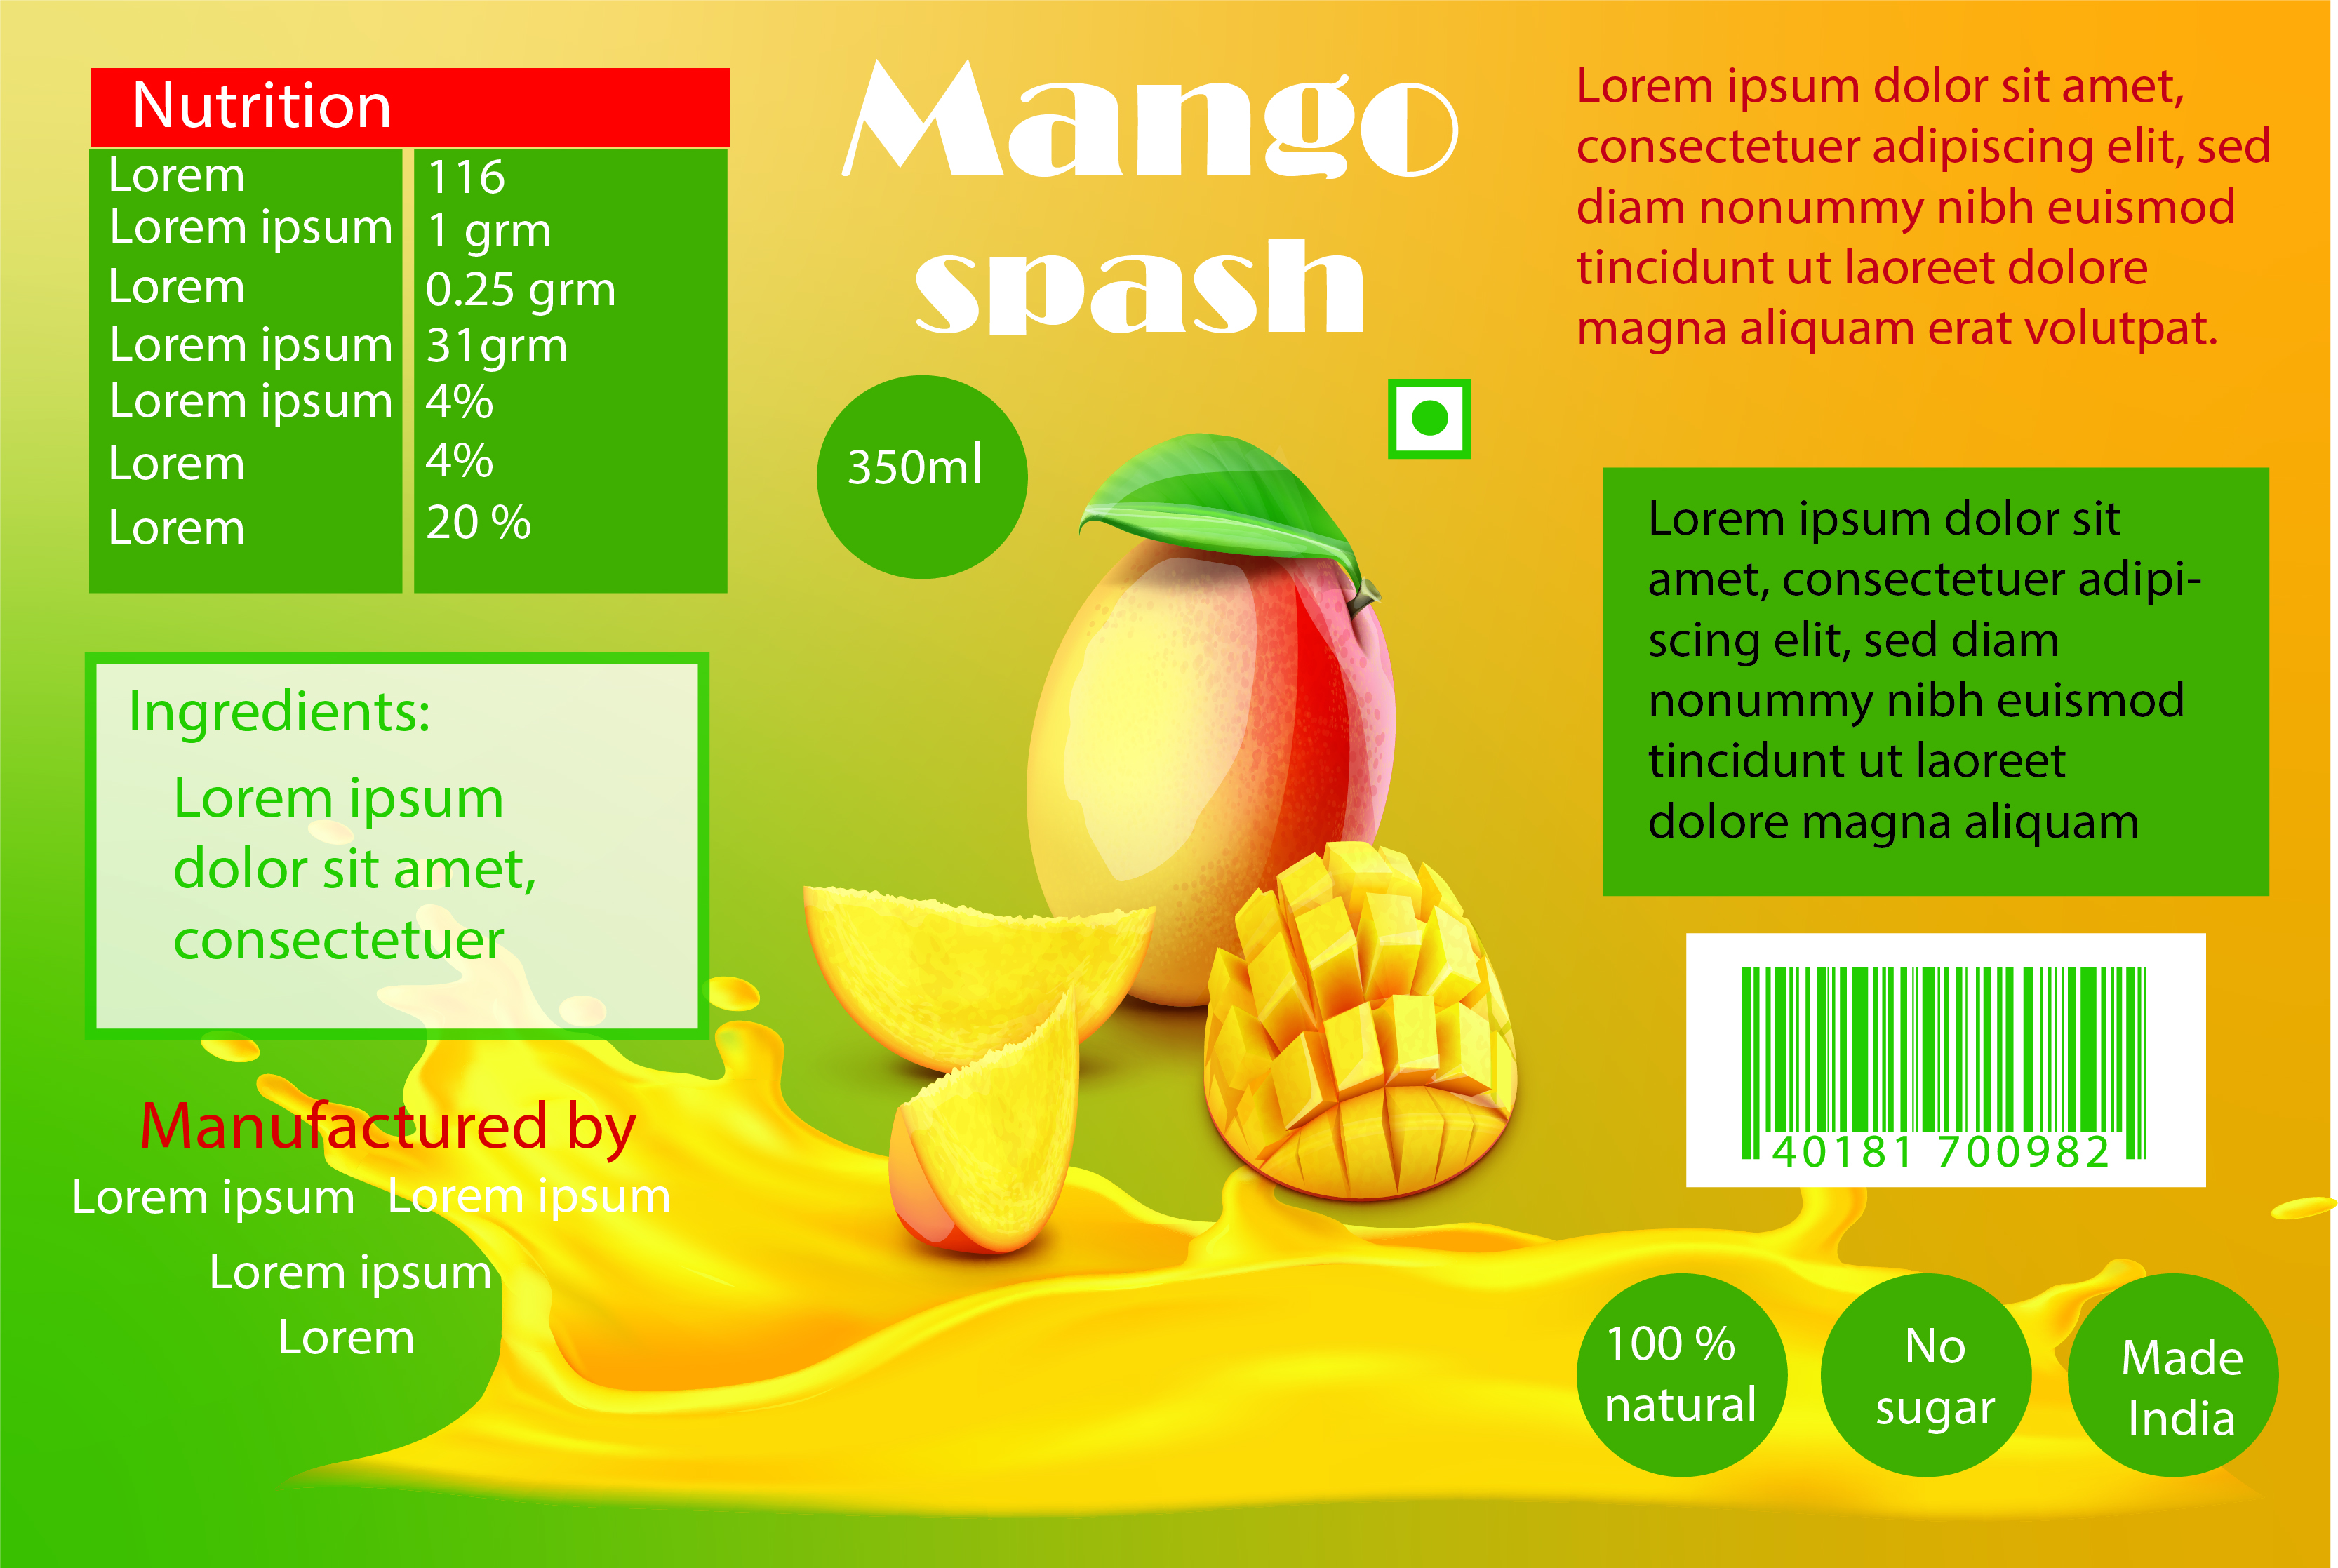 Nutrition
Lorem 116
Lorem ipsum 1 grm
Lorem 0.25 grm
Lorem ipsum 31grm
Lorem ipsum 4%
Lorem 4%
Lorem 20 %
Ingredients:
Lorem ipsum
dolor sit amet,
consectetuer
Manufactured by
Lorem ipsum Lorem ipsum
Lorem ipsum
Lorem
Mango
spash
350ml
Lorem ipsum dolor sit amet,
consectetuer adipiscing elit, sed
diam nonummy nibh euismod
tincidunt ut laoreet dolore
magna aliquam erat volutpat.
Lorem ipsum dolor sit
amet, consectetuer adipi-
scing elit, sed diam
nonummy nibh euismod
tincidunt ut laoreet
dolore magna aliquam
40181 700982
100 %
natural
No
sugar
Made
India